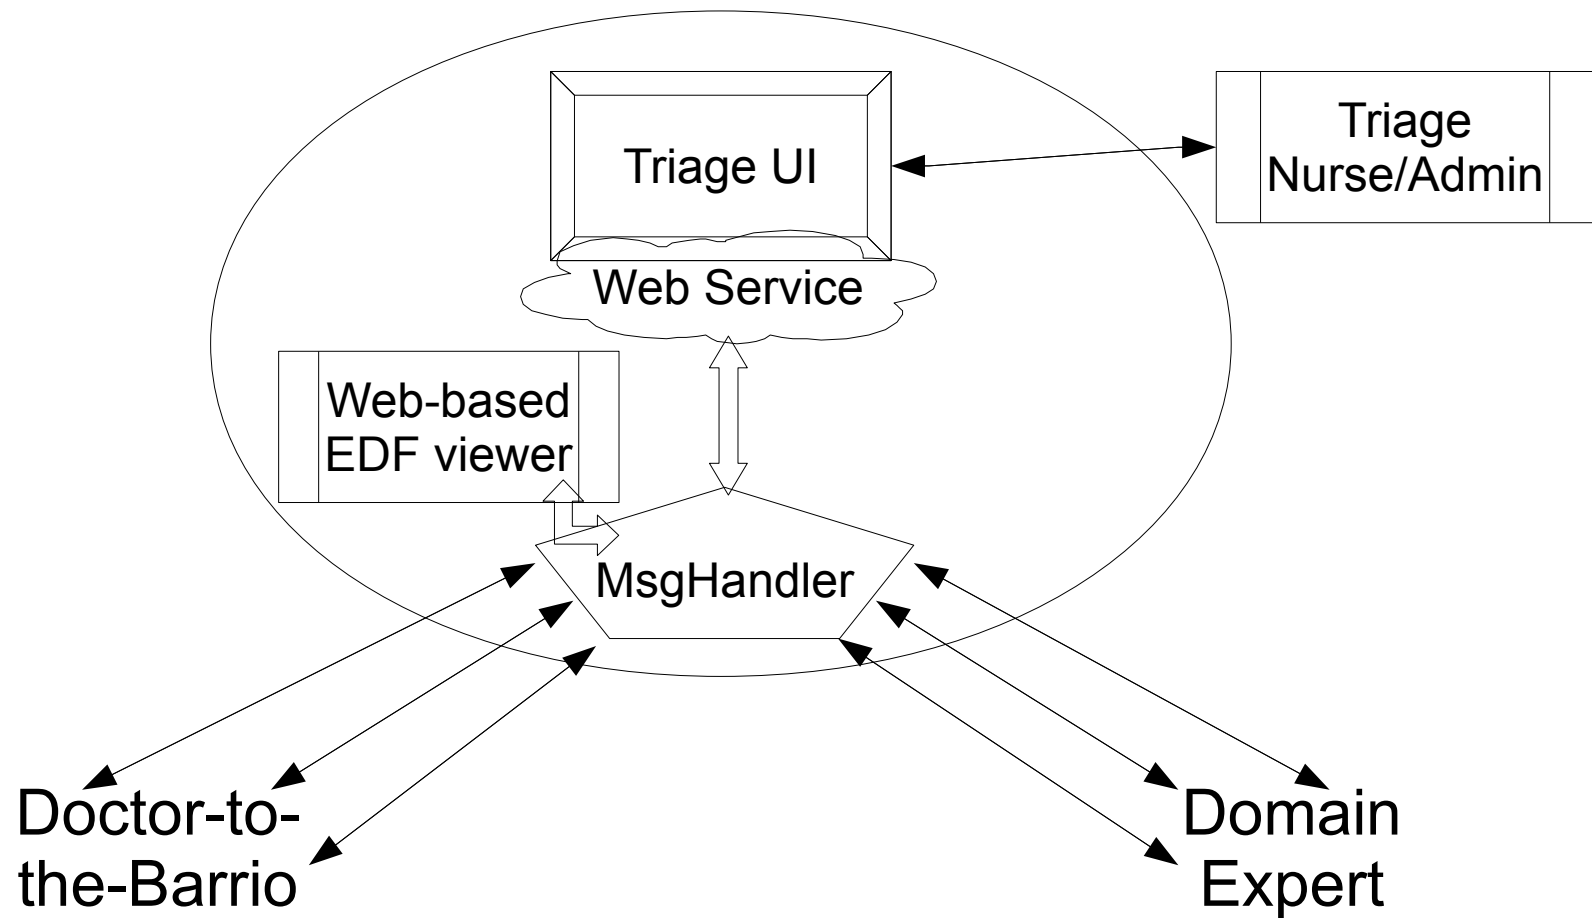 Triage UI
Triage
Nurse/Admin
Web Service
Web-based
EDF viewer
MsgHandler
Doctor-to-
the-Barrio
Domain
Expert